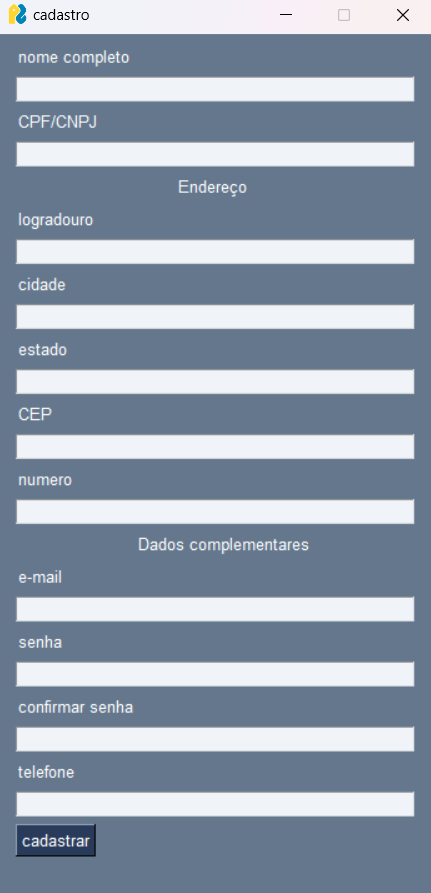 cadastro
nome completo
CPF/CNPJ
Endereço
logradouro
cidade
estado
CEP
numero
Dados complementares
e-mail
senha
confirmar senha
telefone
cadastrar